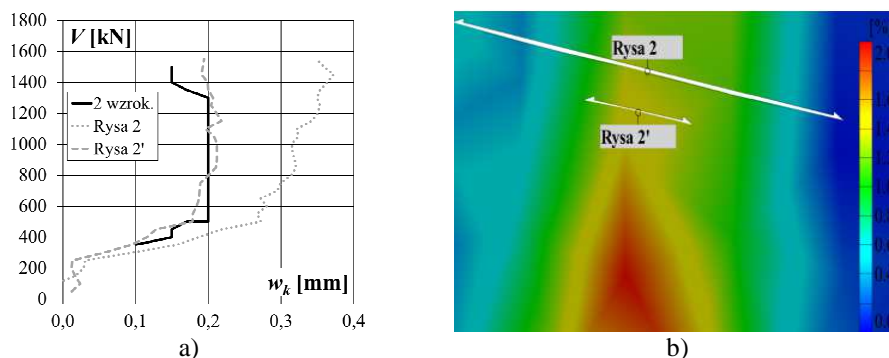 V [kN]
1800
1600
1400
1200
1000
800
600
400
200
0
2 wzrok.
Rysa 2
Rysa 2'
w_k [mm]
0,0 0,1 0,2 0,3 0,4
a)
[%
Rysa 2
Rysa 2'
b)